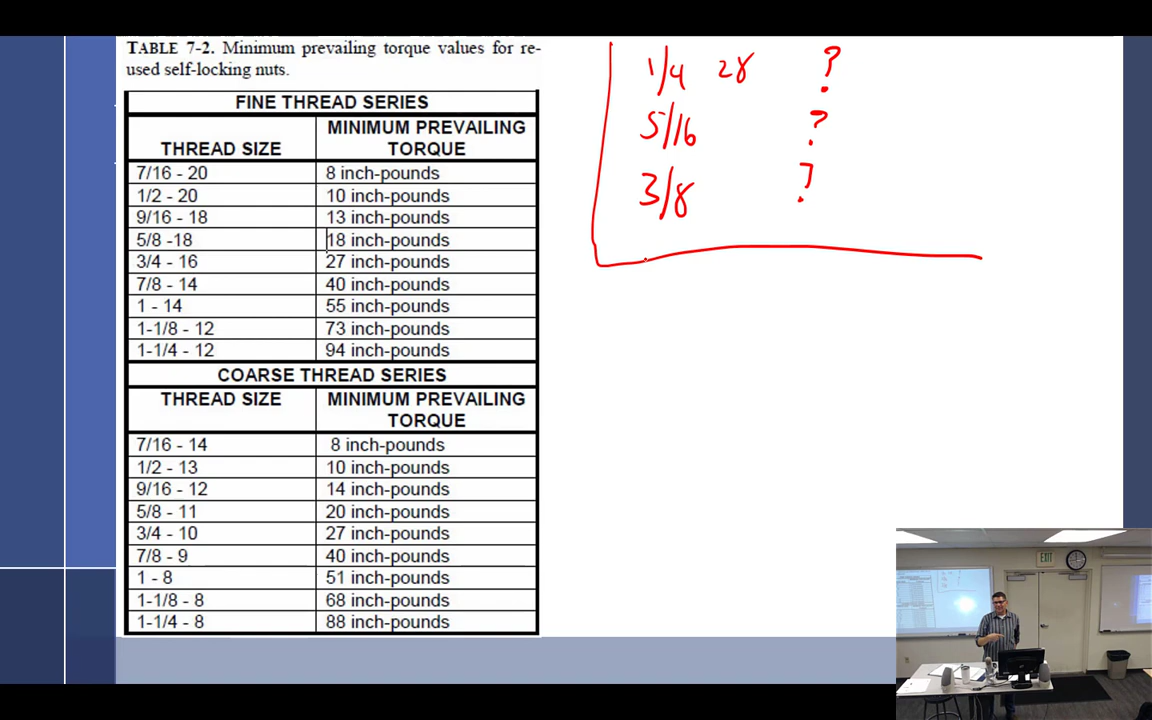 TABLE 7-2. Minimum prevailing torque values for re-
used self-locking nuts.
FINE THREAD SERIES
THREAD SIZE MINIMUM PREVAILING TORQUE
7/16 - 20 8 inch-pounds
1/2 - 20 10 inch-pounds
9/16 - 18 13 inch-pounds
5/8 -18 18 inch-pounds
3/4 - 16 27 inch-pounds
7/8 - 14 40 inch-pounds
1 - 14 55 inch-pounds
1-1/8 - 12 73 inch-pounds
1-1/4 - 12 94 inch-pounds
COARSE THREAD SERIES
THREAD SIZE MINIMUM PREVAILING TORQUE
7/16 - 14 8 inch-pounds
1/2 - 13 10 inch-pounds
9/16 - 12 14 inch-pounds
5/8 - 11 20 inch-pounds
3/4 - 10 27 inch-pounds
7/8 - 9 40 inch-pounds
1 - 8 51 inch-pounds
1-1/8 - 8 68 inch-pounds
1-1/4 - 8 88 inch-pounds
1/4 28 ?
5/16 ?
3/8 ?
EXIT